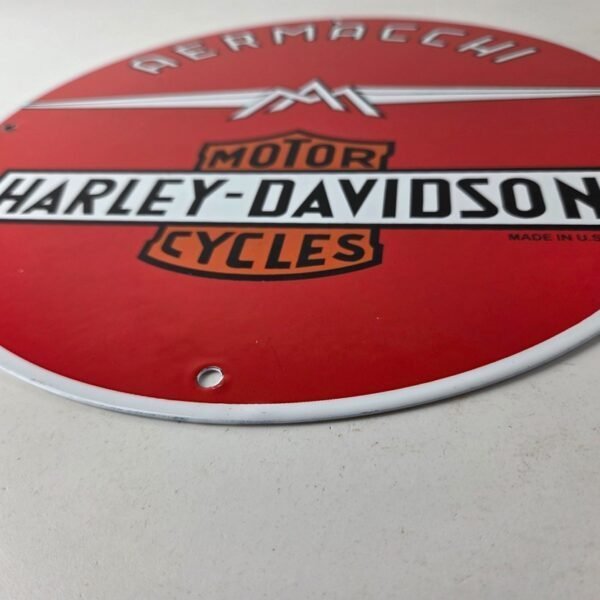 AERMACCHI
MOTOR
HARLEY-DAVIDSON
MADE IN U.S
CYCLES